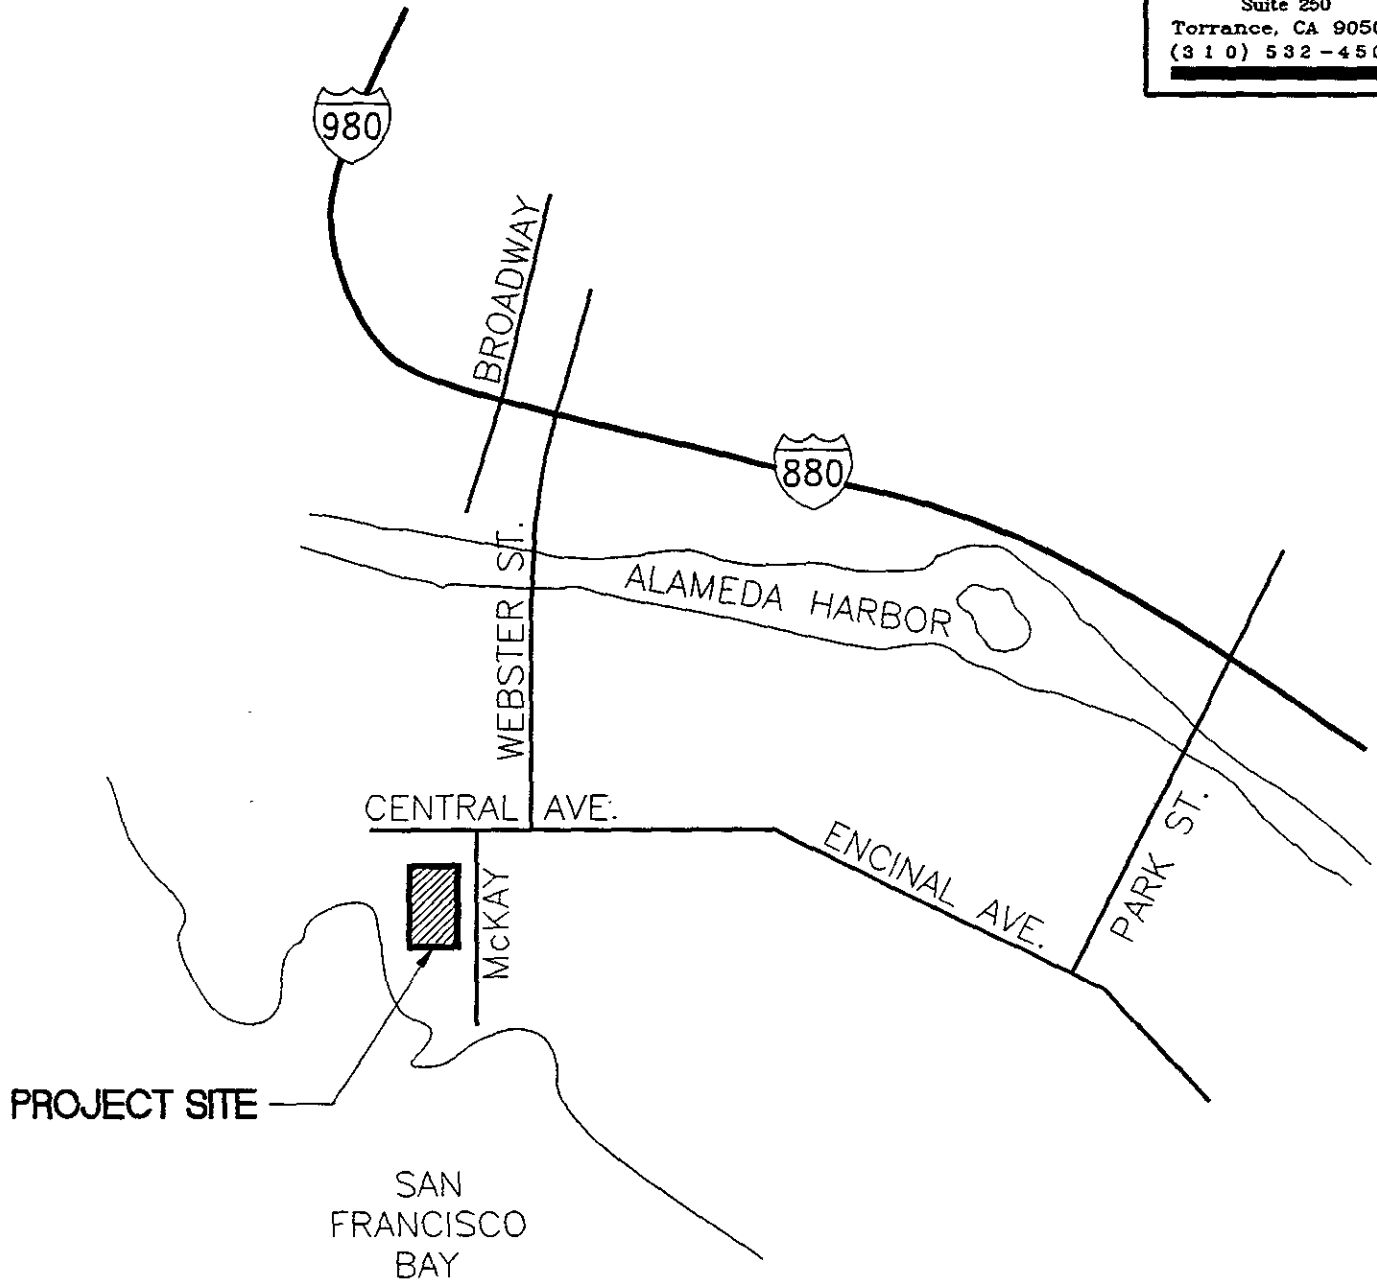 Suite 250
Torrance, CA
(310)
980
BROADWAY
880
WEBSTER ST.
ALAMEDA HARBOR
CENTRAL AVE.
ENCINAL AVE.
PARK ST.
McKAY
PROJECT SITE
SAN
FRANCISCO
BAY